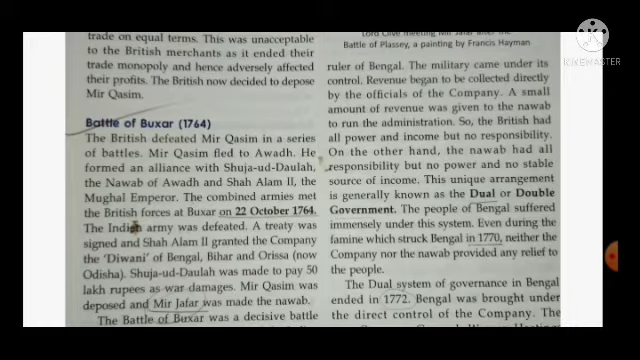 trade on equal terms. This was unacceptable
to the British merchants as it ended their
trade monopoly and hence adversely affected
their profits. The British now decided to depose
Mir Qasim.
Battle of Buxar (1764)
The British defeated Mir Qasim in a series
of battles. Mir Qasim fled to Awadh. He
formed an alliance with Shuja-ud-Daulah,
the Nawab of Awadh and Shah Alam II, the
Mughal Emperor. The combined armies met
the British forces at Buxar on 22 October 1764.
The Indian army was defeated. A treaty was
signed and Shah Alam II granted the Company
the ‘Diwani’ of Bengal, Bihar and Orissa (now
Odisha). Shuja-ud-Daulah was made to pay 50
lakh rupees as war damages. Mir Qasim was
deposed and Mir Jafar was made the nawab.
The Battle of Buxar was a decisive battle
Lord Clive meeting Mir Jafar after the
Battle of Plassey, a painting by Francis Hayman
ruler of Bengal. The military came under its
control. Revenue began to be collected directly
by the officials of the Company. A small
amount of revenue was given to the nawab
to run the administration. So, the British had
all power and income but no responsibility.
On the other hand, the nawab had all
responsibility but no power and no stable
source of income. This unique arrangement
is generally known as the Dual or Double
Government. The people of Bengal suffered
immensely under this system. Even during the
famine which struck Bengal in 1770, neither the
Company nor the nawab provided any relief to
the people.
The Dual system of governance in Bengal
ended in 1772. Bengal was brought under
the direct control of the Company. The
KINEMASTER